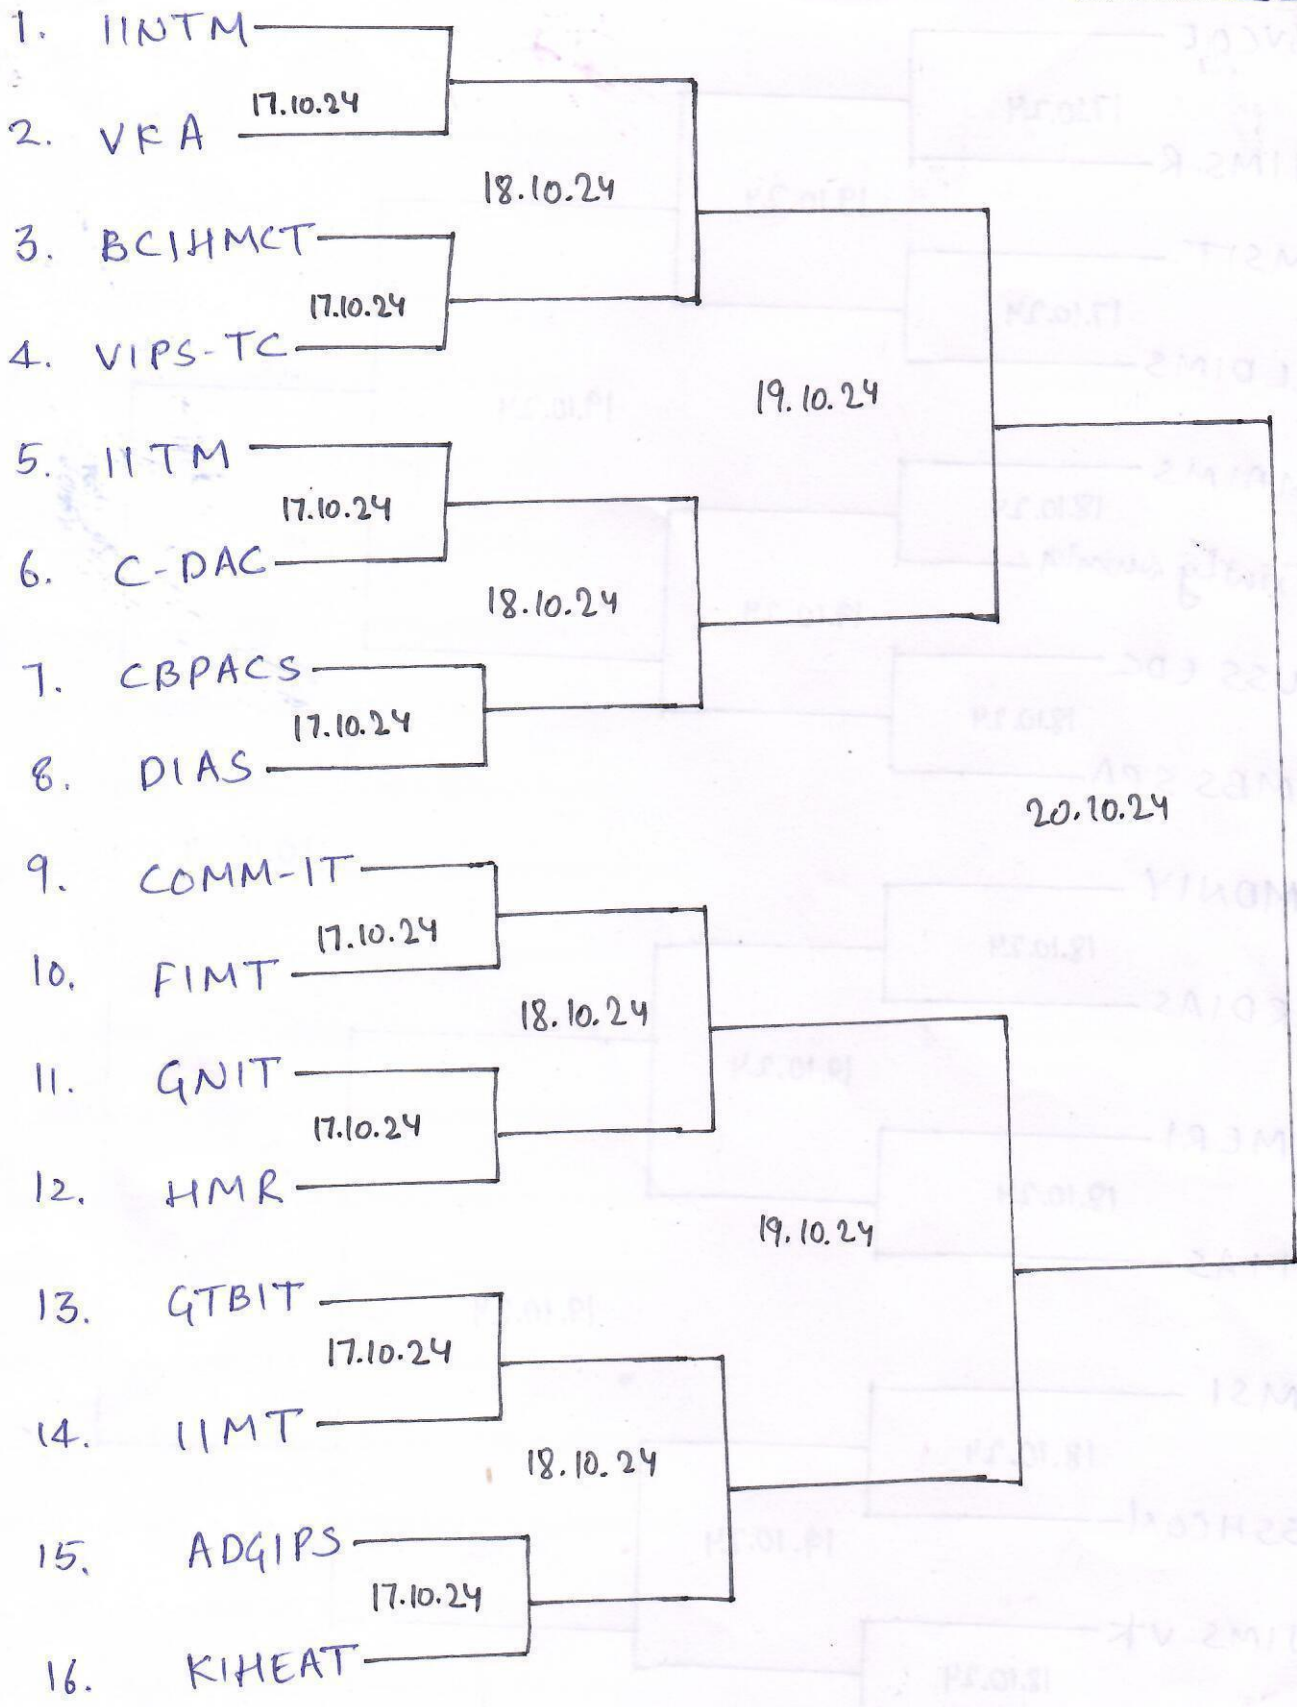 1. IINTM
17.10.24
2. VKA
18.10.24
3. BCIHMCT
17.10.24
4. VIPS-TC
19.10.24
5. IITM
17.10.24
6. C-DAC
18.10.24
7. CBPACS
17.10.24
8. DIAS
20.10.24
9. COMM-IT
17.10.24
10. FIMT
18.10.24
11. GNIT
17.10.24
12. HMR
19.10.24
13. GTBIT
17.10.24
14. IIMT
18.10.24
15. ADGIPS
17.10.24
16. KIHEAT